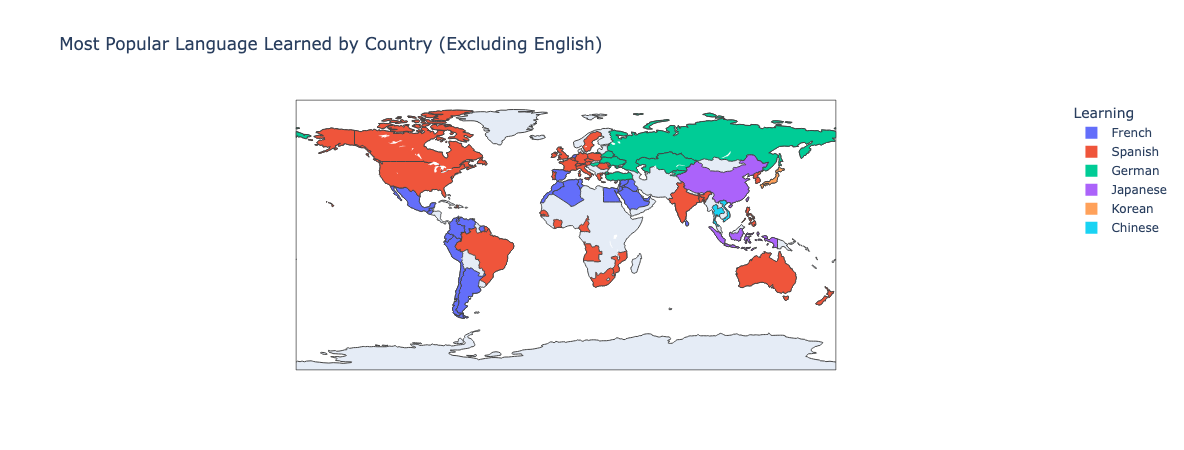 Most Popular Language Learned by Country (Excluding English)
Learning
French
Spanish
German
Japanese
Korean
Chinese